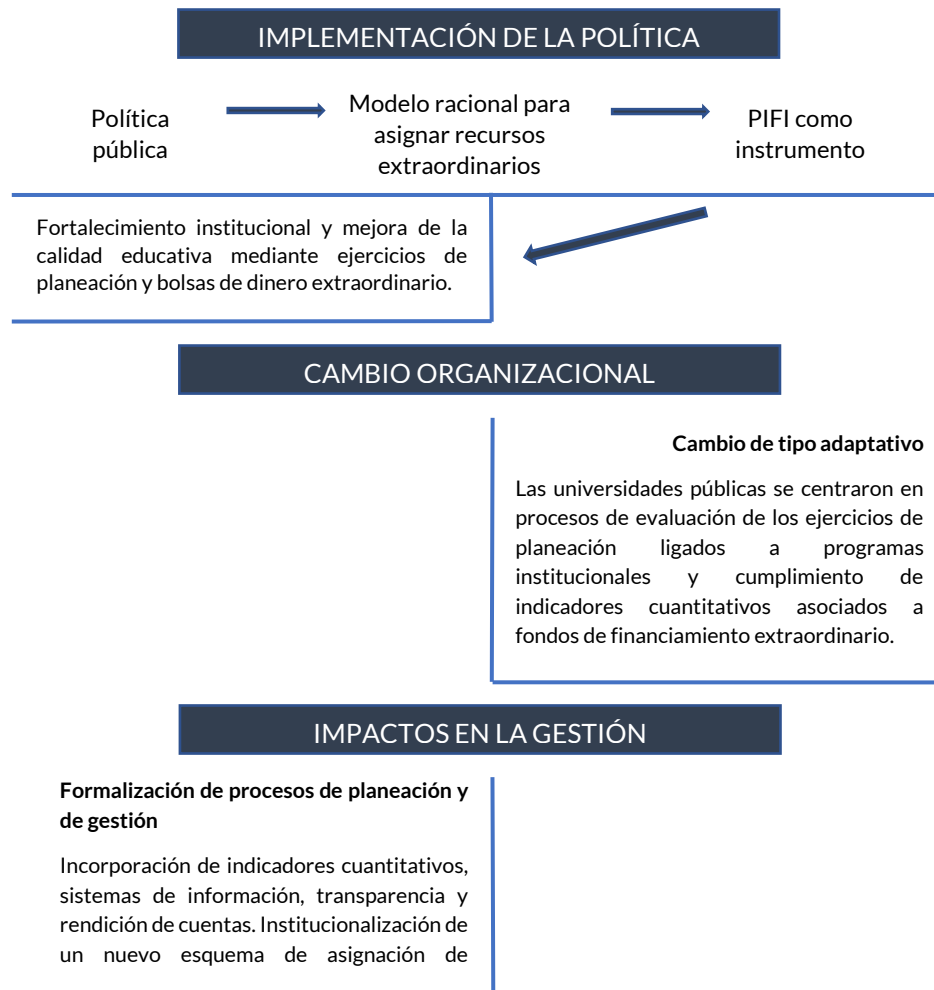 IMPLEMENTACIÓN DE LA POLÍTICA
Política
pública
Modelo racional para
asignar recursos
extraordinarios
PIFI como
instrumento
Fortalecimiento institucional y mejora de la
calidad educativa mediante ejercicios de
planeación y bolsas de dinero extraordinario.
CAMBIO ORGANIZACIONAL
Cambio de tipo adaptativo
Las universidades públicas se centraron en
procesos de evaluación de los ejercicios de
planeación ligados a programas
institucionales y cumplimiento de
indicadores cuantitativos asociados a
fondos de financiamiento extraordinario.
IMPACTOS EN LA GESTIÓN
Formalización de procesos de planeación y
de gestión
Incorporación de indicadores cuantitativos,
sistemas de información, transparencia y
rendición de cuentas. Institucionalización de
un nuevo esquema de asignación de